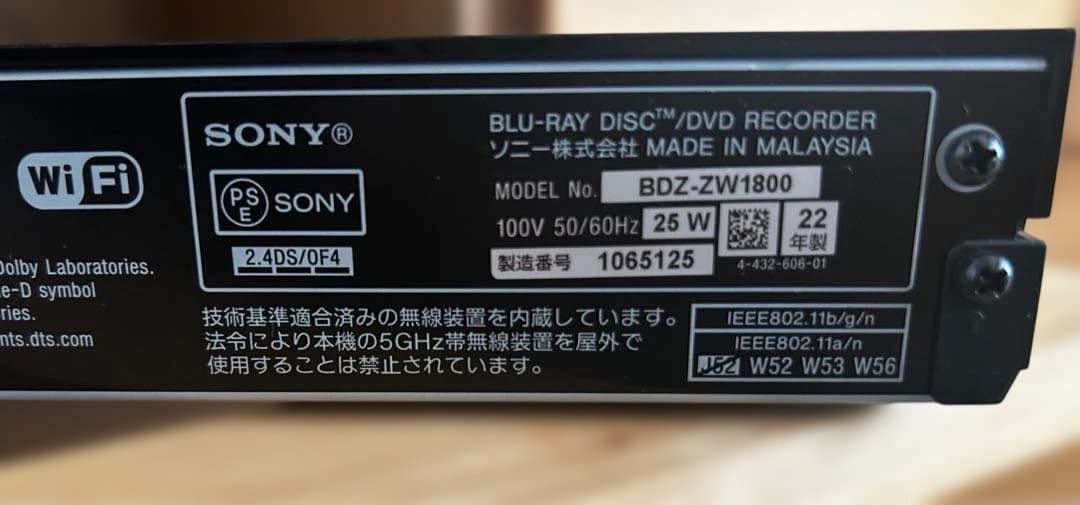 Wi Fi
Dolby Laboratories.
e-D symbol
ries.
nts.dts.com
SONY®
PS
E
SONY
2.4DS/OF4
BLU-RAY DISC™/DVD RECORDER
ソニー株式会社 MADE IN MALAYSIA
MODEL No. BDZ-ZW1800
100V 50/60Hz 25 W
22
年製
製造番号 1065125
4-432-606-01
技術基準適合済みの無線装置を内蔵しています。
法令により本機の5GHz帯無線装置を屋外で
使用することは禁止されています。
IEEE802.11b/g/n
IEEE802.11a/n
J52 W52 W53 W56